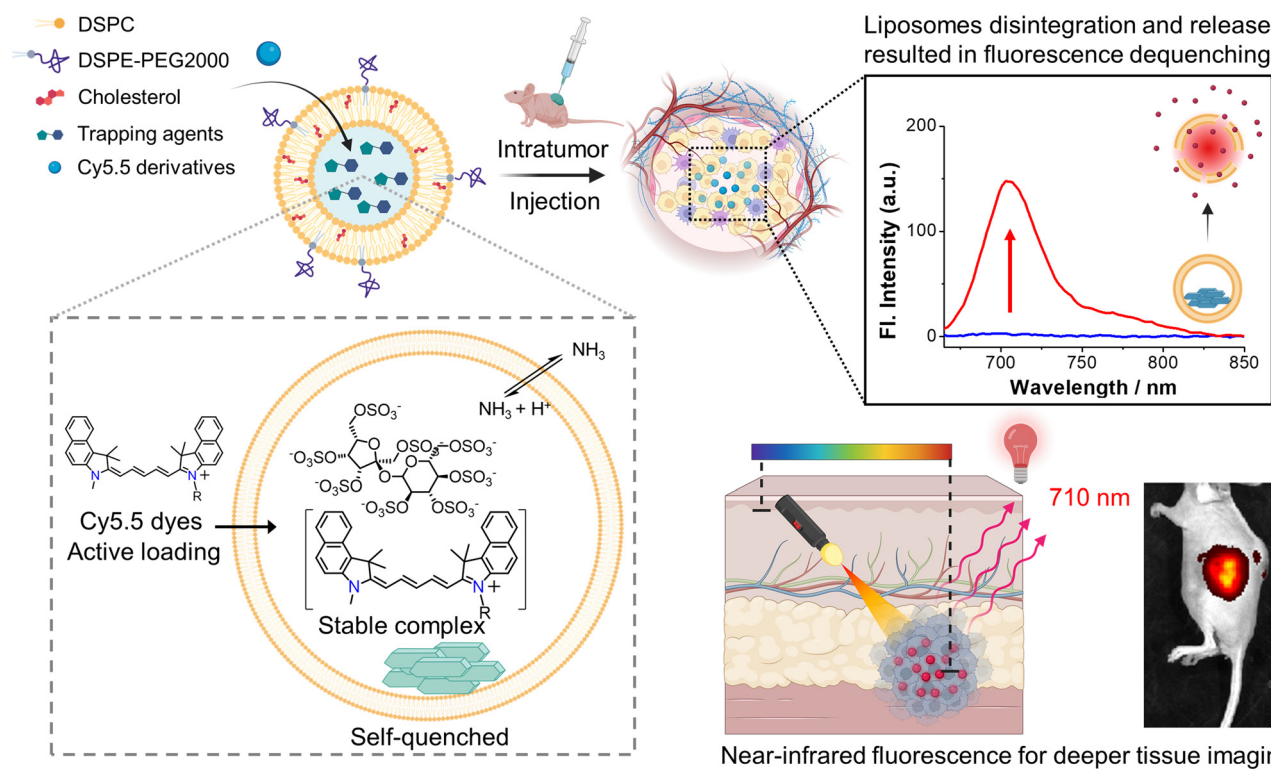 DSPC
DSPE-PEG2000
Cholesterol
Trapping agents
Cy5.5 derivatives
Intratumor
Injection
Liposomes disintegration and release
resulted in fluorescence dequenching
Fl. Intensity (a.u.)
200
100
0
700
750
800
850
Wavelength / nm
NH₃
NH₃ + H⁺
OSO₃⁻
OSO₃⁻
OSO₃⁻
⁻O₃SO
OSO₃⁻
⁻O₃SO
OSO₃⁻
OSO₃⁻
N
N
+
R
Cy5.5 dyes
Active loading
N
N
+
R
Stable complex
Self-quenched
710 nm
Near-infrared fluorescence for deeper tissue imagin